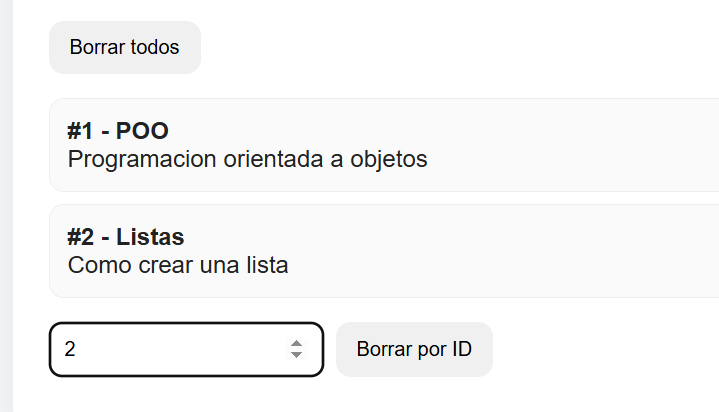 Borrar todos
#1 - POO
Programacion orientada a objetos
#2 - Listas
Como crear una lista
2
Borrar por ID